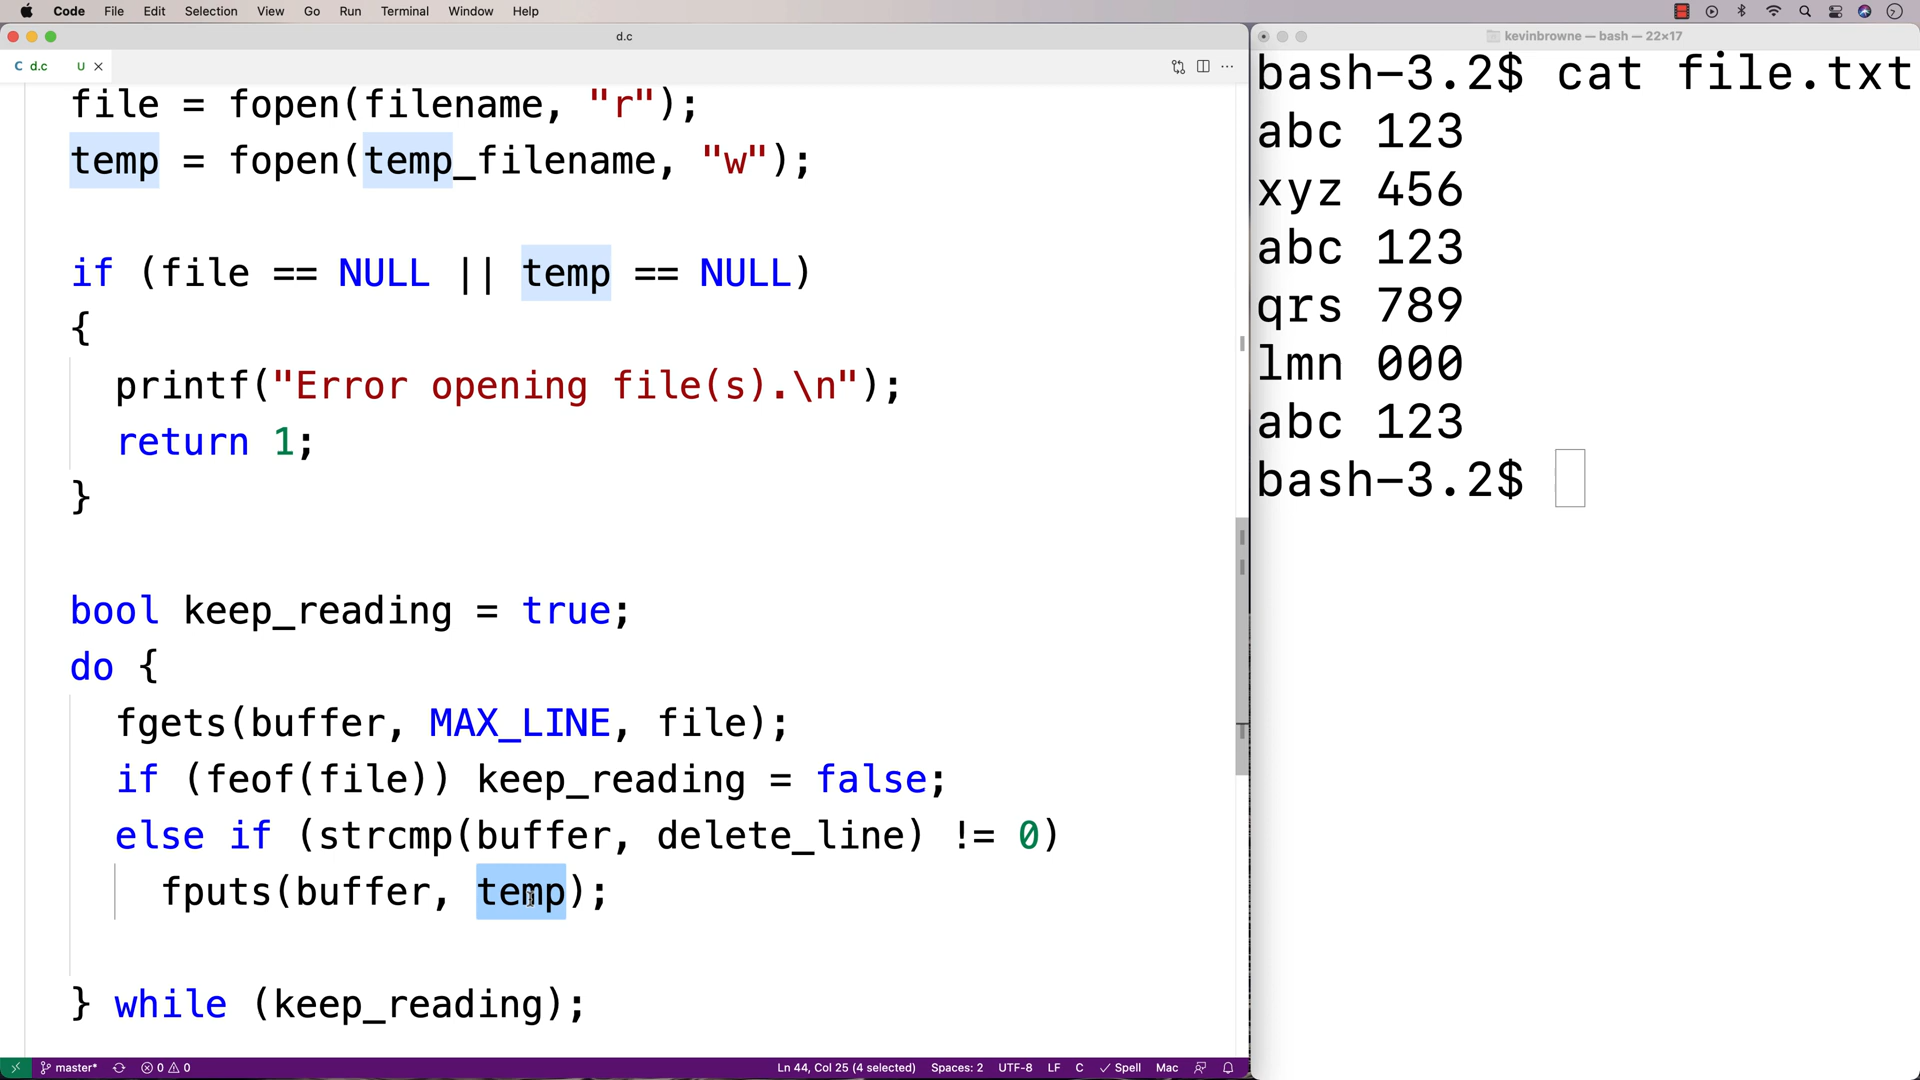 Code File Edit Selection View Go Run Terminal Window Help
d.c
C d.c U
file = fopen(filename, "r");
temp = fopen(temp_filename, "w");
if (file == NULL || temp == NULL)
{
printf("Error opening file(s).\n");
return 1;
}
bool keep_reading = true;
do {
fgets(buffer, MAX_LINE, file);
if (feof(file)) keep_reading = false;
else if (strcmp(buffer, delete_line) != 0)
fputs(buffer, temp);
} while (keep_reading);
master* 0 0 Ln 44, Col 25 (4 selected) Spaces: 2 UTF-8 LF C Spell Mac
kevinbrowne — bash — 22×17
bash-3.2$ cat file.txt
abc 123
xyz 456
abc 123
qrs 789
lmn 000
abc 123
bash-3.2$